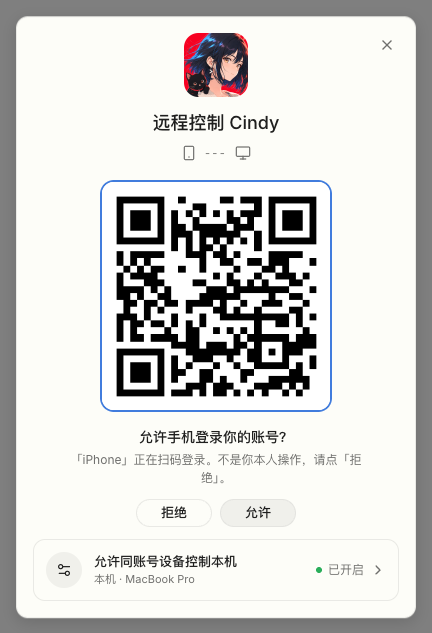 远程控制 Cindy
允许手机登录你的账号?
「iPhone」正在扫码登录。不是你本人操作，请点「拒
绝」。
拒绝
允许
允许同账号设备控制本机
本机 · MacBook Pro
已开启